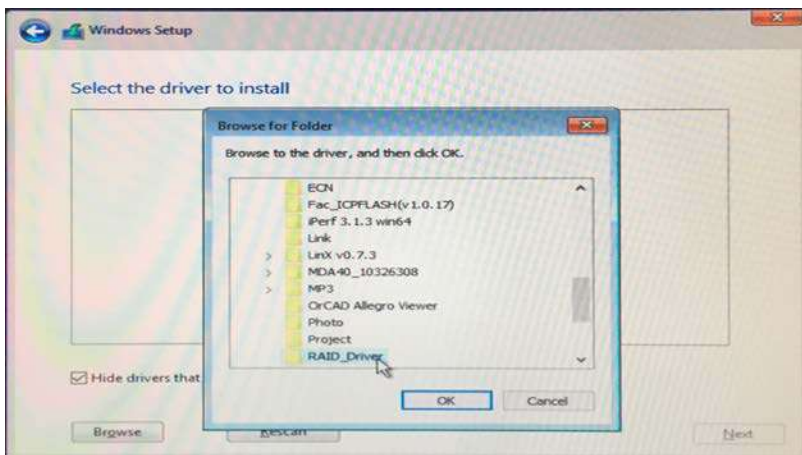 Windows Setup
Select the driver to install
Browse for Folder
Browse to the driver, and then click OK.
ECN
Fac_ICPFLASH(v1.0.17)
iPerf 3.1.3 win64
Link
LinX v0.7.3
MDA40_10326308
MP3
OrCAD Allegro Viewer
Photo
Project
RAID_Driver
Hide drivers that
OK Cancel
Browse Rescan Next